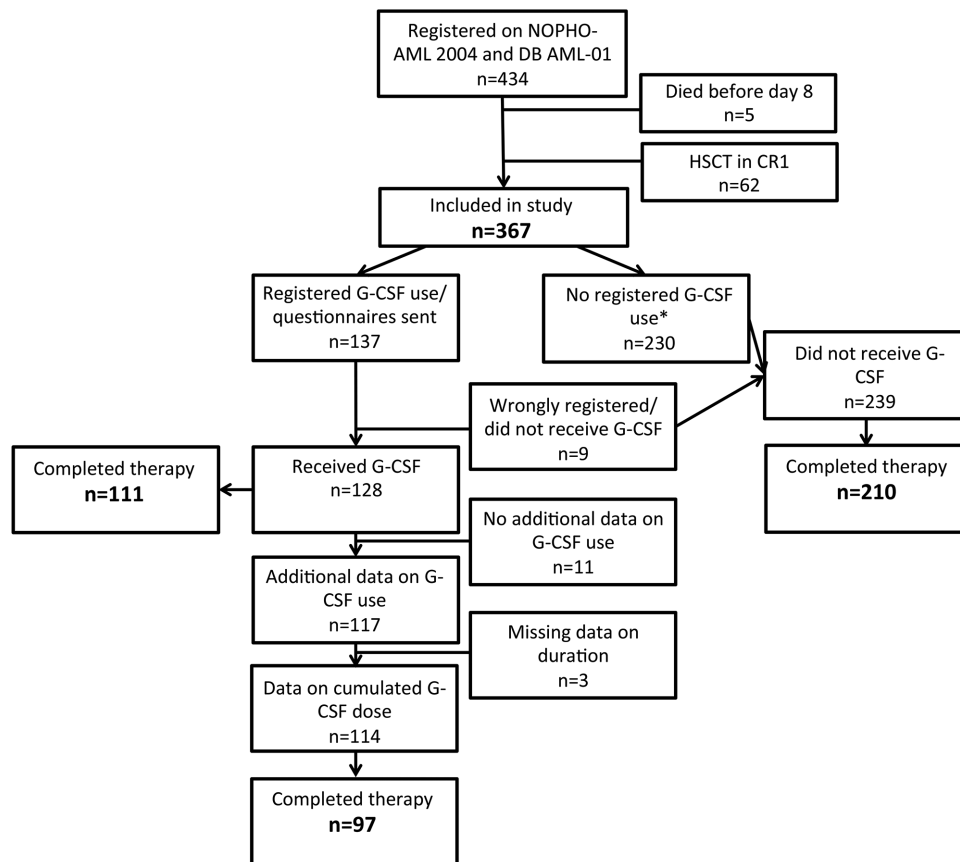 Registered on NOPHO-
AML 2004 and DB AML-01
n=434
Died before day 8
n=5
HSCT in CR1
n=62
Included in study
n=367
Registered G-CSF use/
questionnaires sent
n=137
No registered G-CSF
use*
n=230
Did not receive G-
CSF
n=239
Wrongly registered/
did not receive G-CSF
n=9
Completed therapy
n=111
Received G-CSF
n=128
Completed therapy
n=210
No additional data on
G-CSF use
n=11
Additional data on G-
CSF use
n=117
Missing data on
duration
n=3
Data on cumulated G-
CSF dose
n=114
Completed therapy
n=97